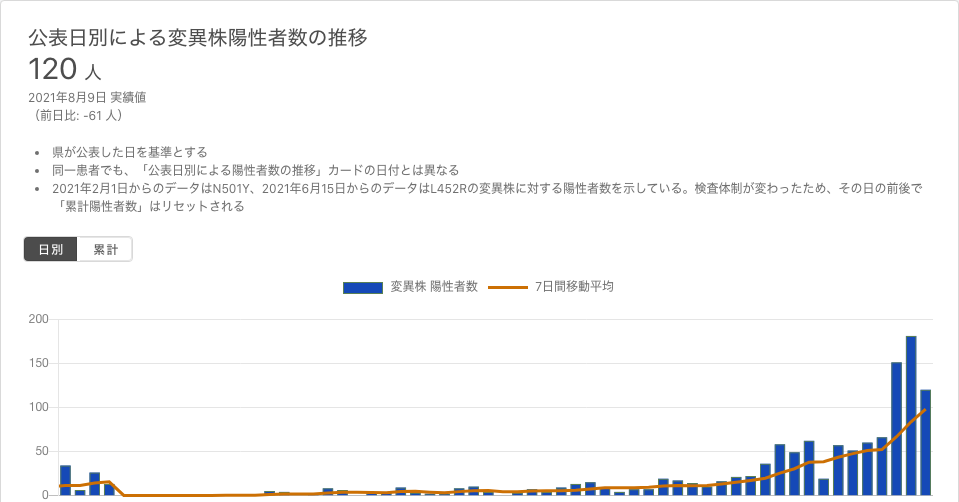 公表日別による変異株陽性者数の推移
120 人
2021年8月9日 実績値
（前日比: -61 人）
• 県が公表した日を基準とする
• 同一患者でも、「公表日別による陽性者数の推移」カードの日付とは異なる
• 2021年2月1日からのデータはN501Y、2021年6月15日からのデータはL452Rの変異株に対する陽性者数を示している。検査体制が変わったため、その日の前後で
「累計陽性者数」はリセットされる
日別 累計
変異株 陽性者数 7日間移動平均
200
150
100
50
0